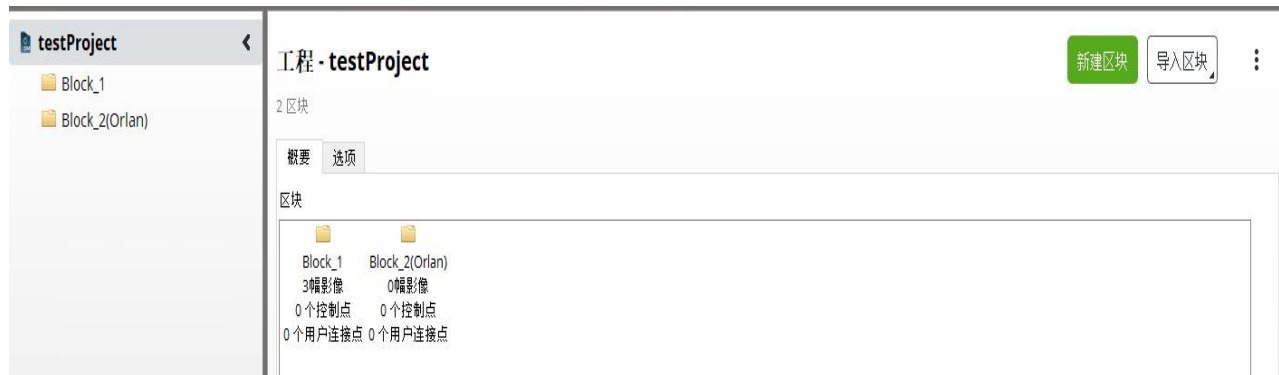 testProject
Block_1
Block_2(Orlan)
工程 - testProject
新建区块
导入区块
2 区块
概要
选项
区块
Block_1 Block_2(Orlan)
3幅影像 0幅影像
0 个控制点 0 个控制点
0 个用户连接点 0 个用户连接点